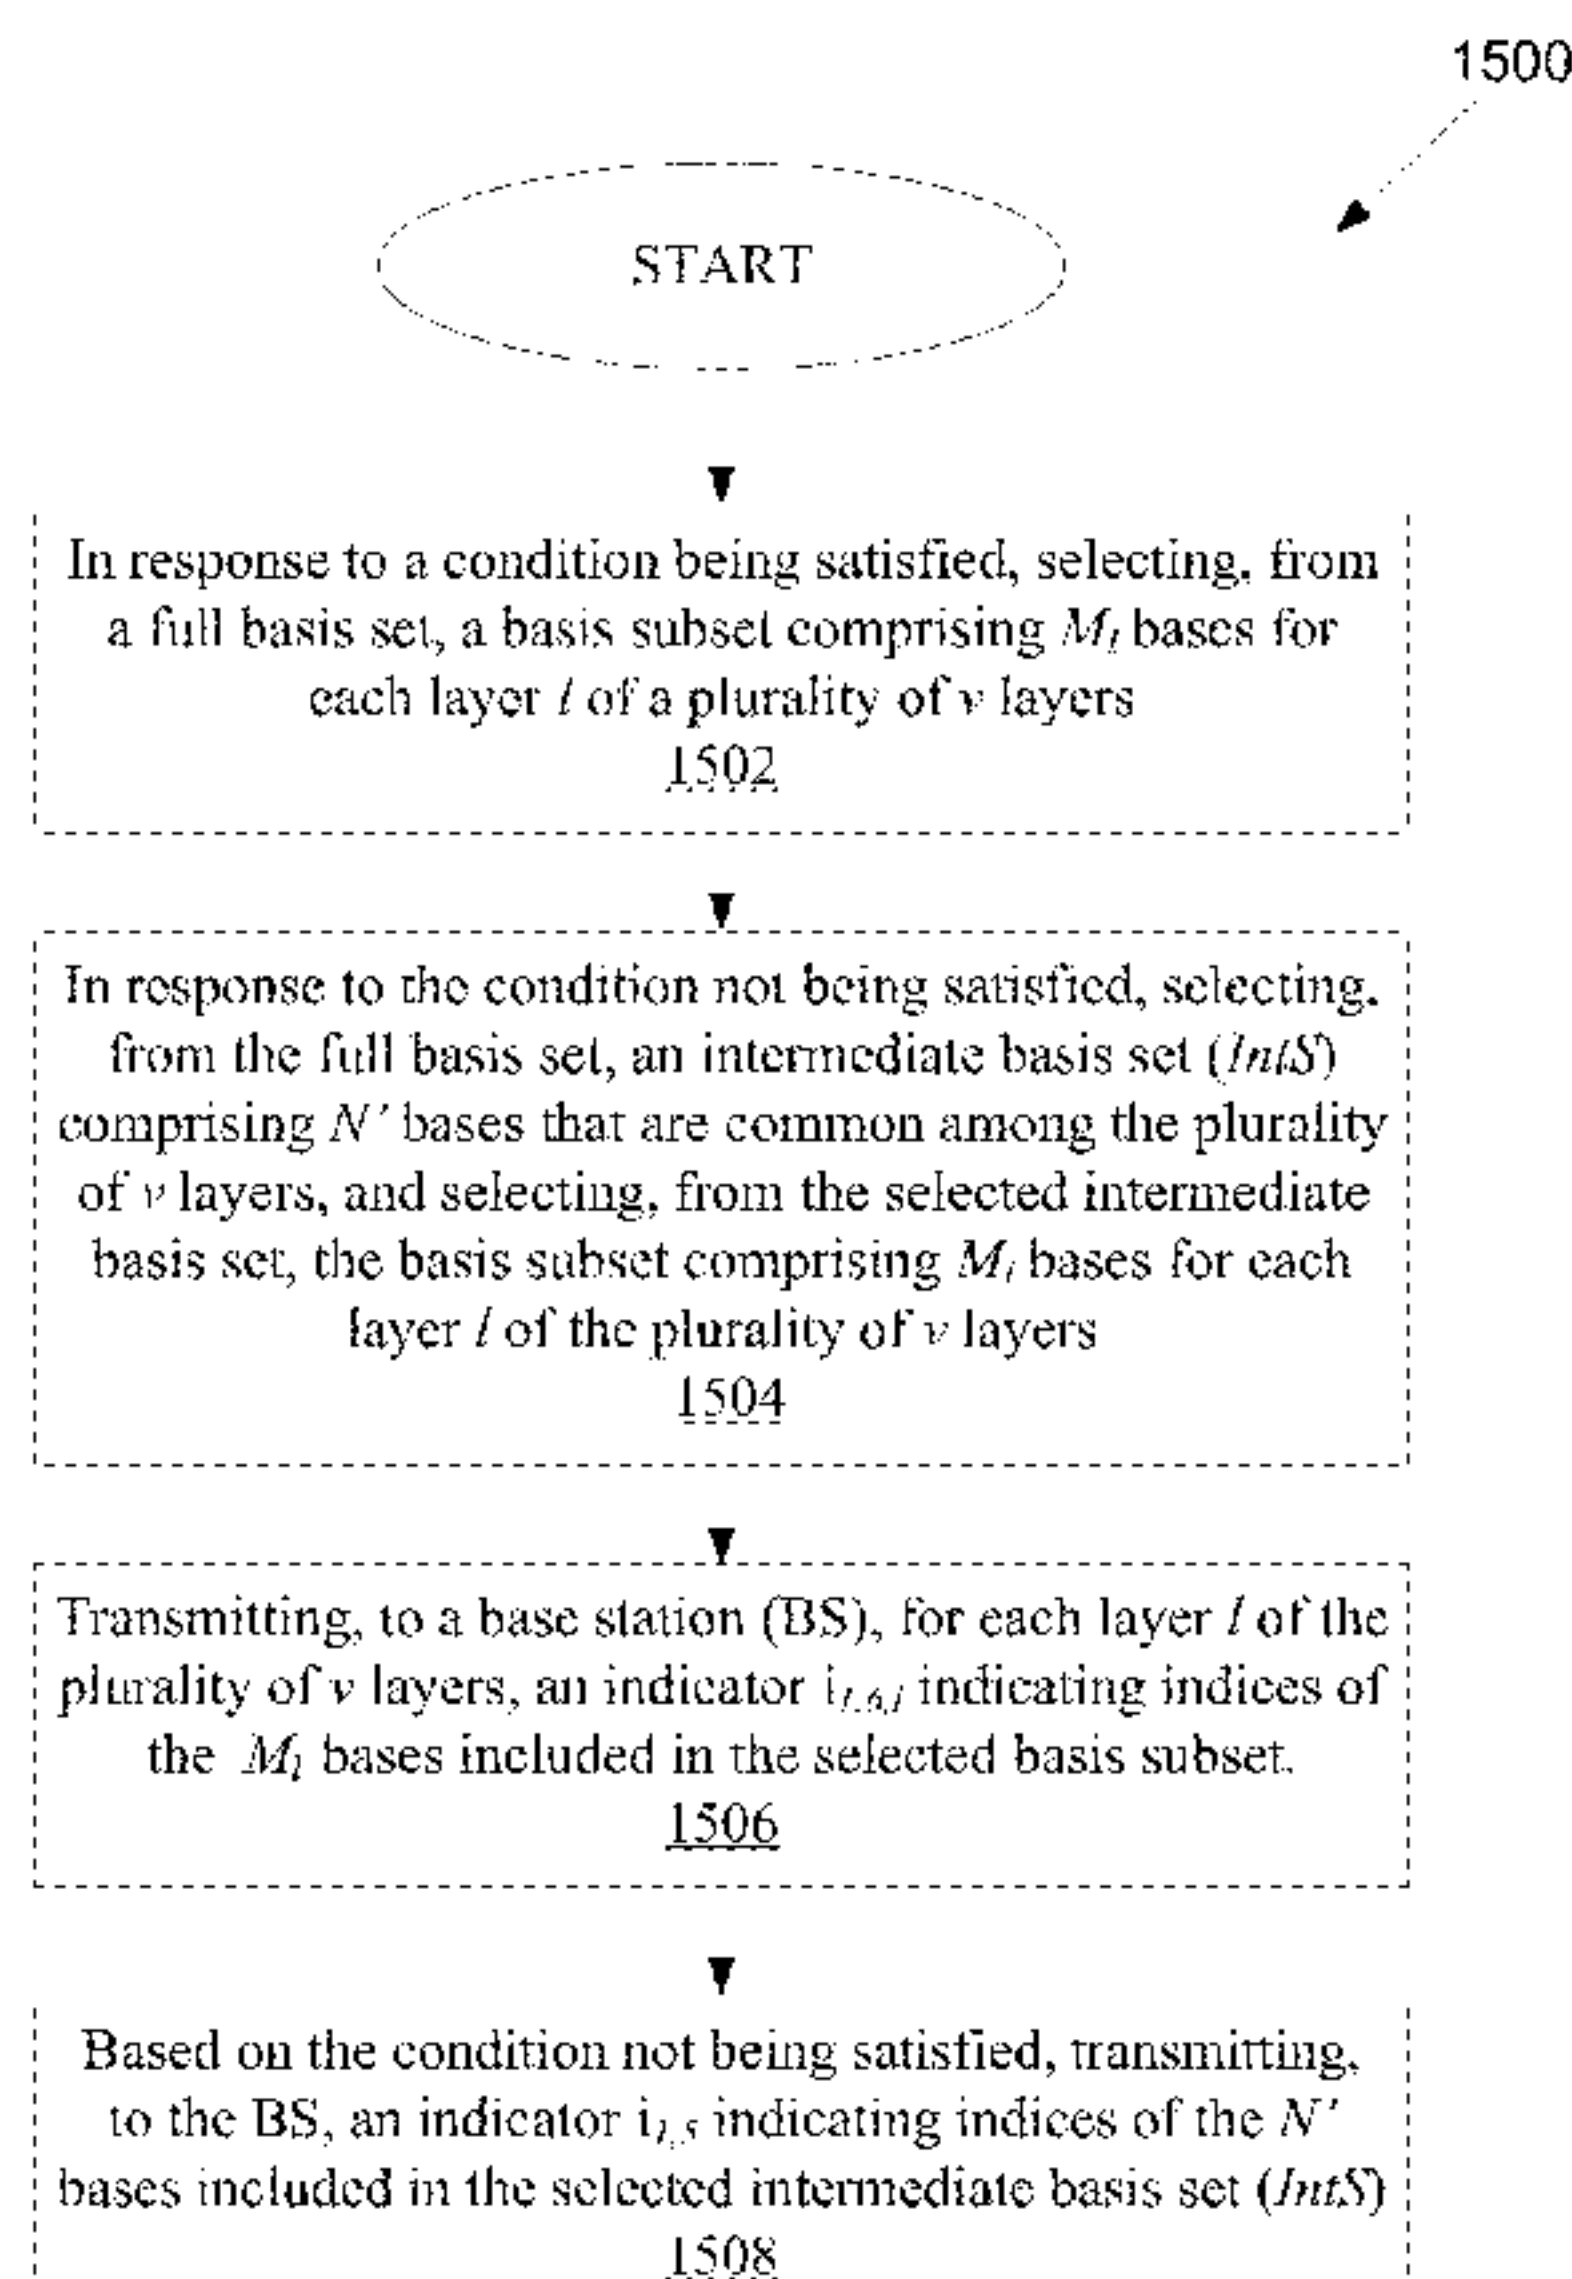 1500
START
In response to a condition being satisfied, selecting, from
a full basis set, a basis subset comprising Mₗ bases for
each layer l of a plurality of v layers
1502
In response to the condition not being satisfied, selecting,
from the full basis set, an intermediate basis set (IntS)
comprising N' bases that are common among the plurality
of v layers, and selecting, from the selected intermediate
basis set, the basis subset comprising Mₗ bases for each
layer l of the plurality of v layers
1504
Transmitting, to a base station (BS), for each layer l of the
plurality of v layers, an indicator i₁,₆,ₗ indicating indices of
the Mₗ bases included in the selected basis subset.
1506
Based on the condition not being satisfied, transmitting,
to the BS, an indicator i₁,₅ indicating indices of the N'
bases included in the selected intermediate basis set (IntS)
1508